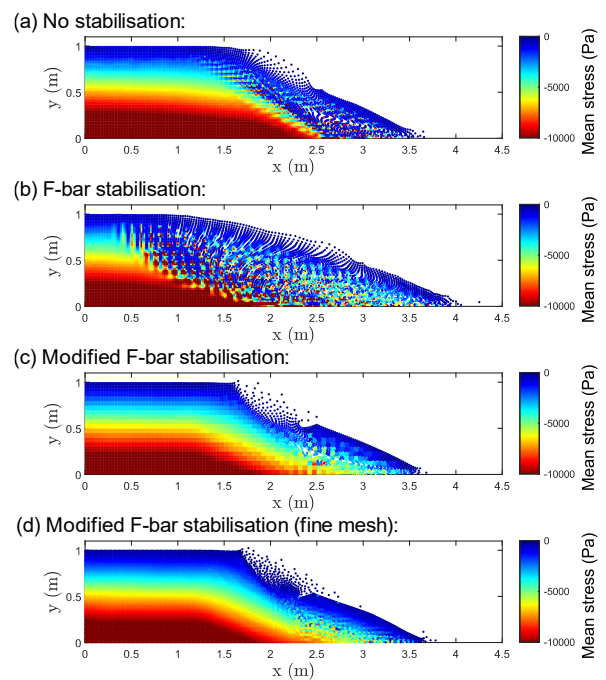 (a) No stabilisation:
1
0.5
0
y (m)
0 0.5 1 1.5 2 2.5 3 3.5 4 4.5
x (m)
0
-5000
-10000
Mean stress (Pa)
(b) F-bar stabilisation:
1
0.5
0
y (m)
0 0.5 1 1.5 2 2.5 3 3.5 4 4.5
x (m)
0
-5000
-10000
Mean stress (Pa)
(c) Modified F-bar stabilisation:
1
0.5
0
y (m)
0 0.5 1 1.5 2 2.5 3 3.5 4 4.5
x (m)
0
-5000
-10000
Mean stress (Pa)
(d) Modified F-bar stabilisation (fine mesh):
1
0.5
0
y (m)
0 0.5 1 1.5 2 2.5 3 3.5 4 4.5
x (m)
0
-5000
-10000
Mean stress (Pa)